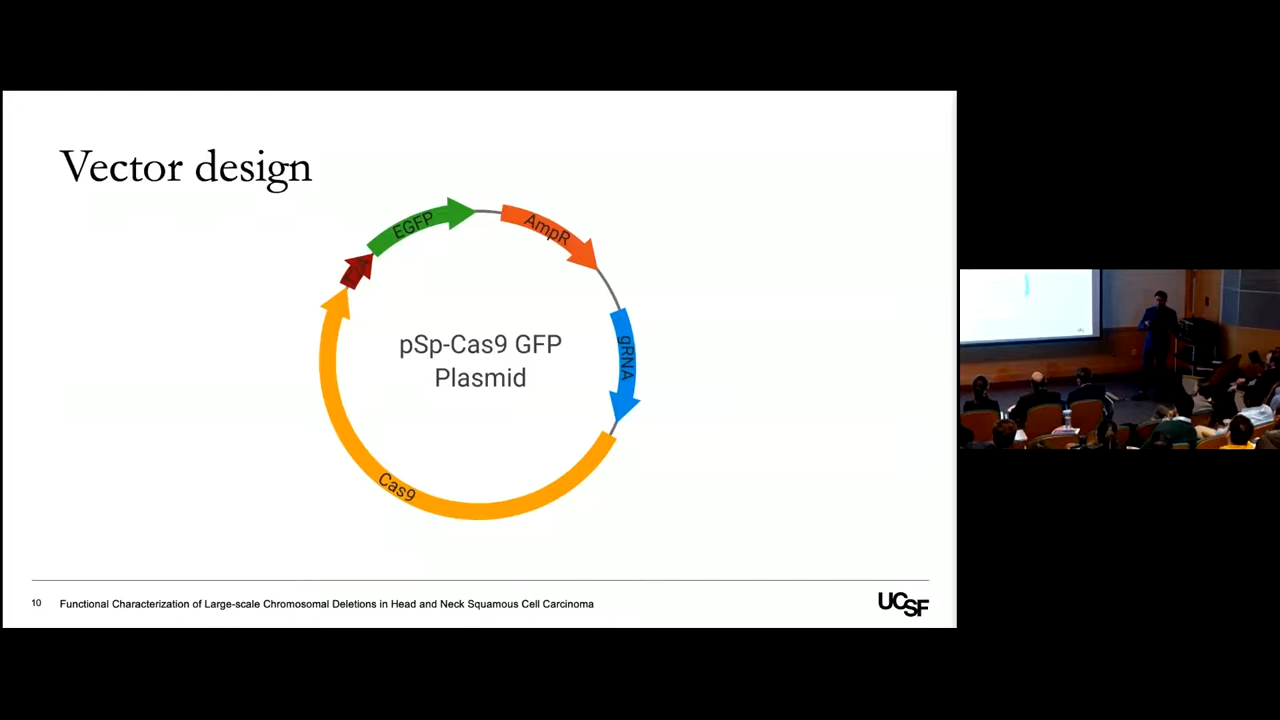 Vector design
EGFP
AmpR
gRNA
Cas9
pSp-Cas9 GFP
Plasmid
10 Functional Characterization of Large-scale Chromosomal Deletions in Head and Neck Squamous Cell Carcinoma
UCSF